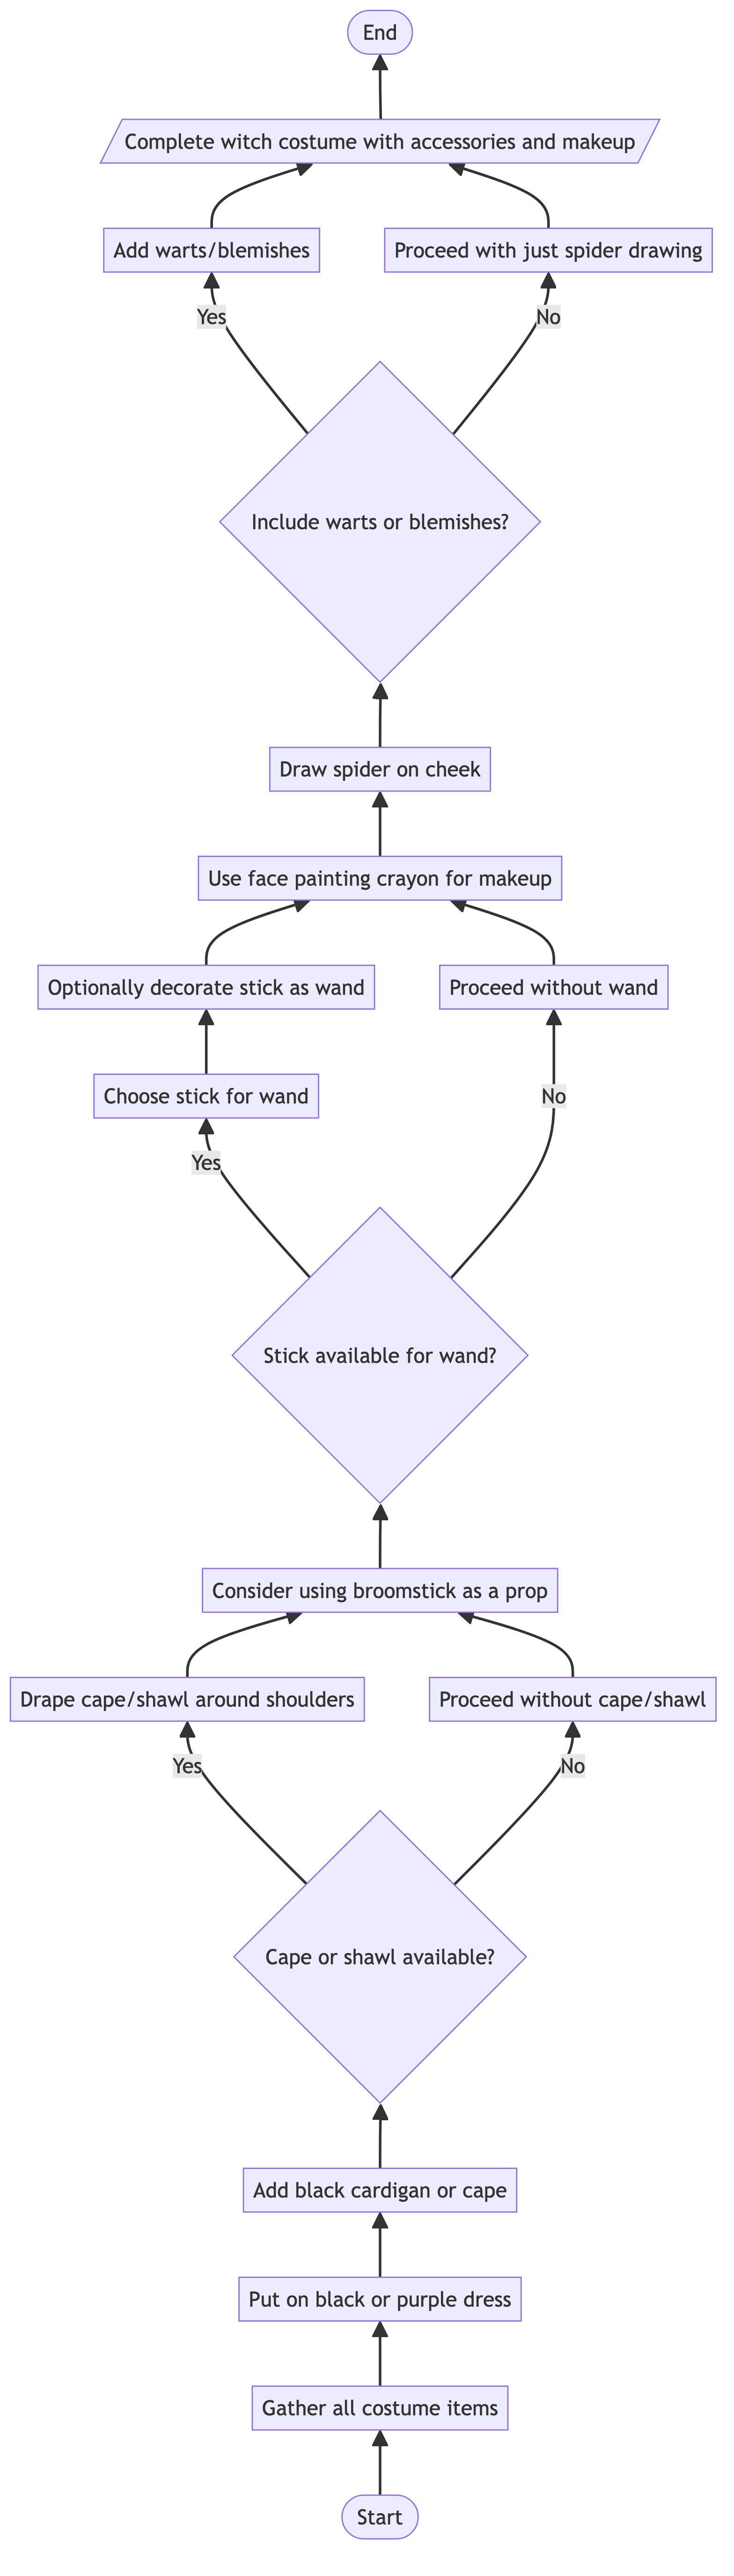 End
Complete witch costume with accessories and makeup
Add warts/blemishes
Proceed with just spider drawing
Yes
No
Include warts or blemishes?
Draw spider on cheek
Use face painting crayon for makeup
Optionally decorate stick as wand
Proceed without wand
Choose stick for wand
No
Yes
Stick available for wand?
Consider using broomstick as a prop
Drape cape/shawl around shoulders
Proceed without cape/shawl
Yes
No
Cape or shawl available?
Add black cardigan or cape
Put on black or purple dress
Gather all costume items
Start